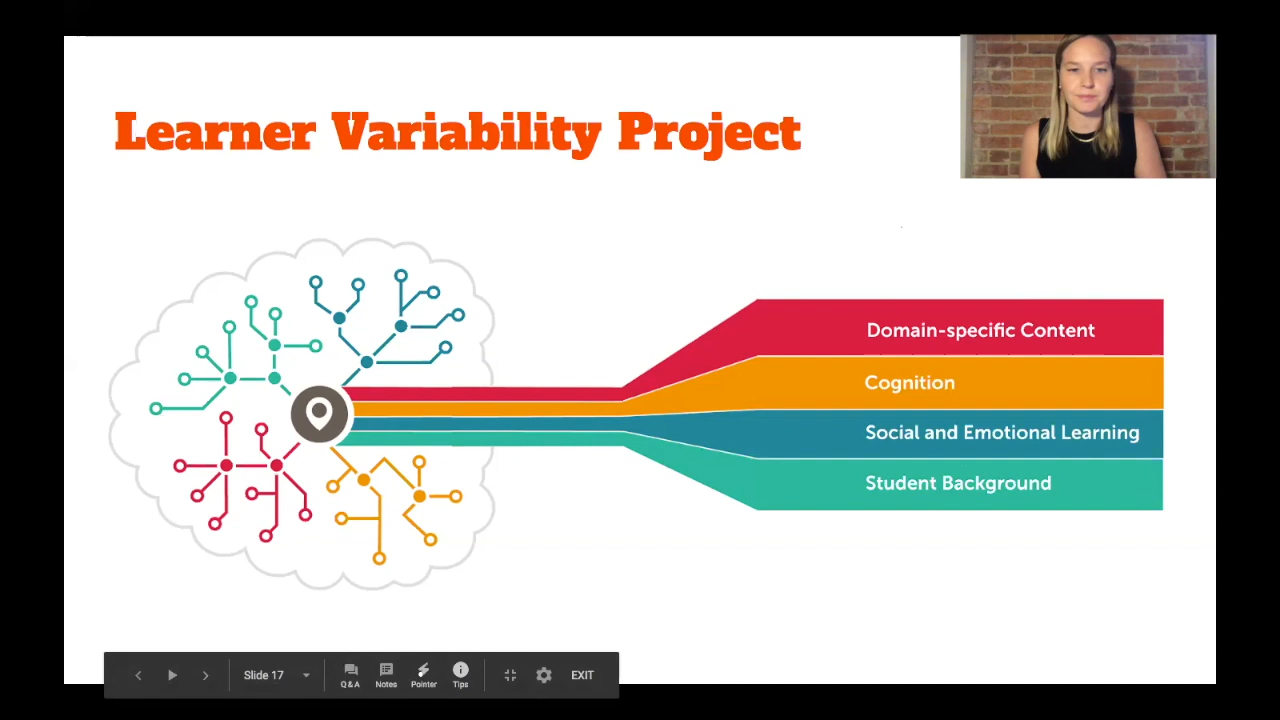 Learner Variability Project
Domain-specific Content
Cognition
Social and Emotional Learning
Student Background
Slide 17
Q&A
Notes
Pointer
Tips
EXIT